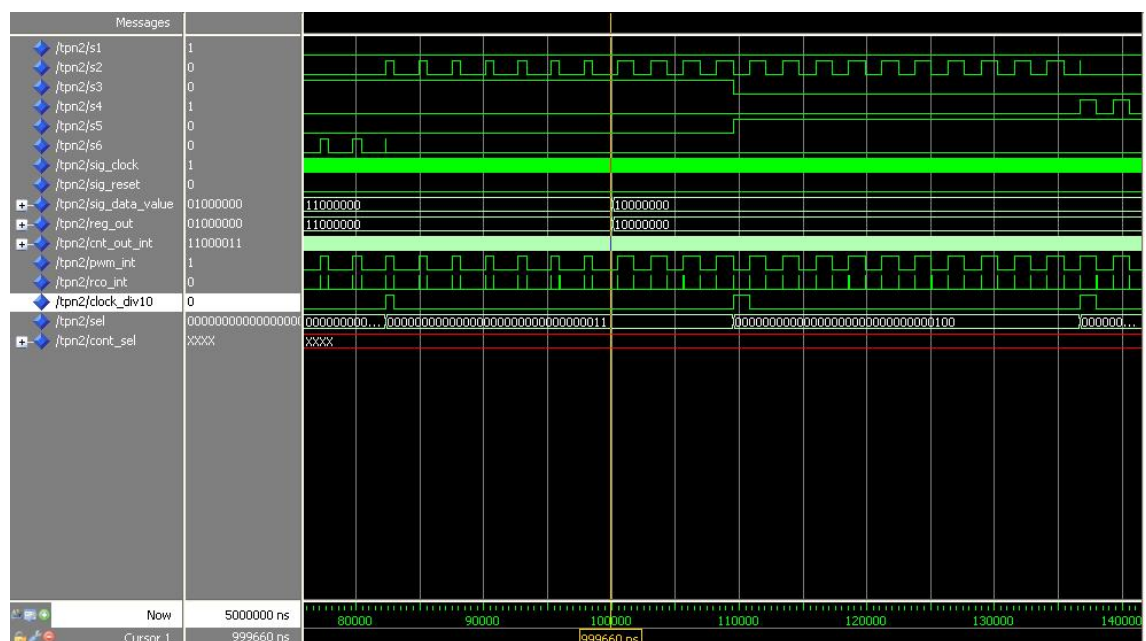 Messages
/tpn2/s1 1
/tpn2/s2 0
/tpn2/s3 0
/tpn2/s4 1
/tpn2/s5 0
/tpn2/s6 0
/tpn2/sig_clock 1
/tpn2/sig_reset 0
/tpn2/sig_data_value 01000000 11000000 10000000
/tpn2/reg_out 01000000 11000000 10000000
/tpn2/cnt_out_int 11000011
/tpn2/pwm_int 1
/tpn2/rco_int 0
/tpn2/clock_div10 0
/tpn2/sel 0000000000000000 000000000... 00000000000000000000000000000011 00000000000000000000000000000100 000000...
/tpn2/cont_sel XXXX XXXX
Now 5000000 ns 80000 90000 100000 110000 120000 130000 140000
Cursor 1 999660 ns 999660 ns